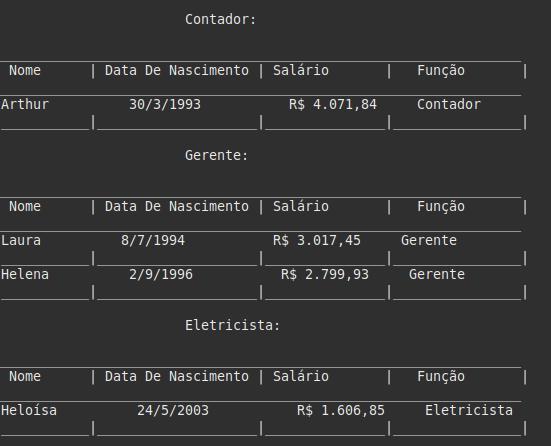 Contador:
Nome | Data De Nascimento | Salário | Função |
Arthur 30/3/1993 R$ 4.071,84 Contador
Gerente:
Nome | Data De Nascimento | Salário | Função |
Laura 8/7/1994 R$ 3.017,45 Gerente
Helena 2/9/1996 R$ 2.799,93 Gerente
Eletricista:
Nome | Data De Nascimento | Salário | Função |
Heloísa 24/5/2003 R$ 1.606,85 Eletricista